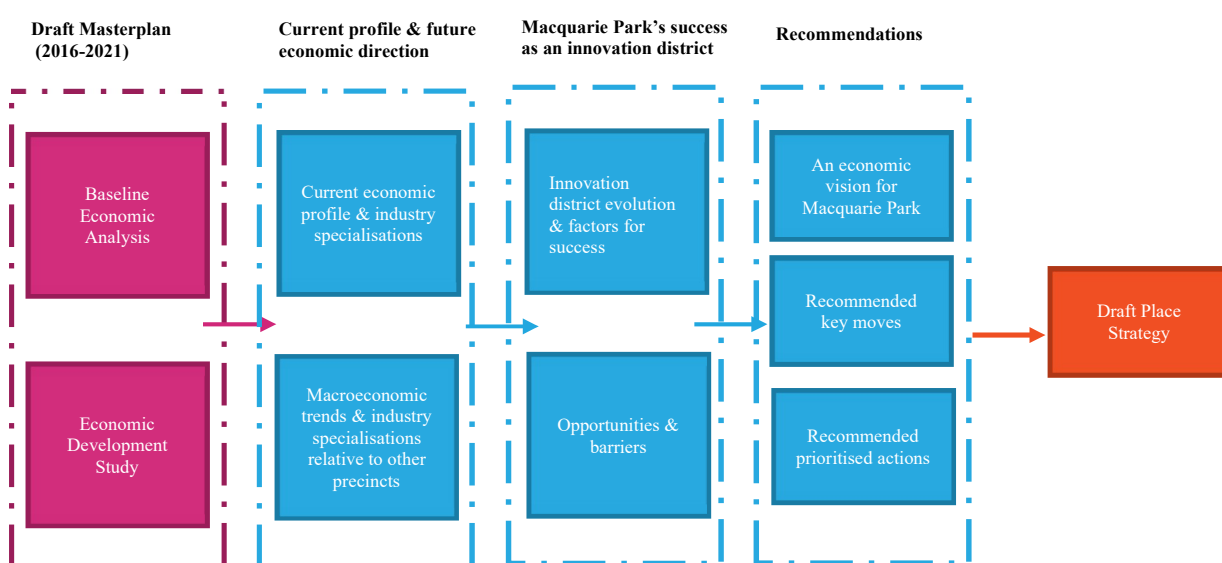 Draft Masterplan
(2016-2021)
Baseline
Economic
Analysis
Economic
Development
Study
Current profile & future
economic direction
Current economic
profile & industry
specialisations
Macroeconomic
trends & industry
specialisations
relative to other
precincts
Macquarie Park's success
as an innovation district
Innovation
district evolution
& factors for
success
Opportunities &
barriers
Recommendations
An economic
vision for
Macquarie Park
Recommended
key moves
Recommended
prioritised actions
Draft Place
Strategy